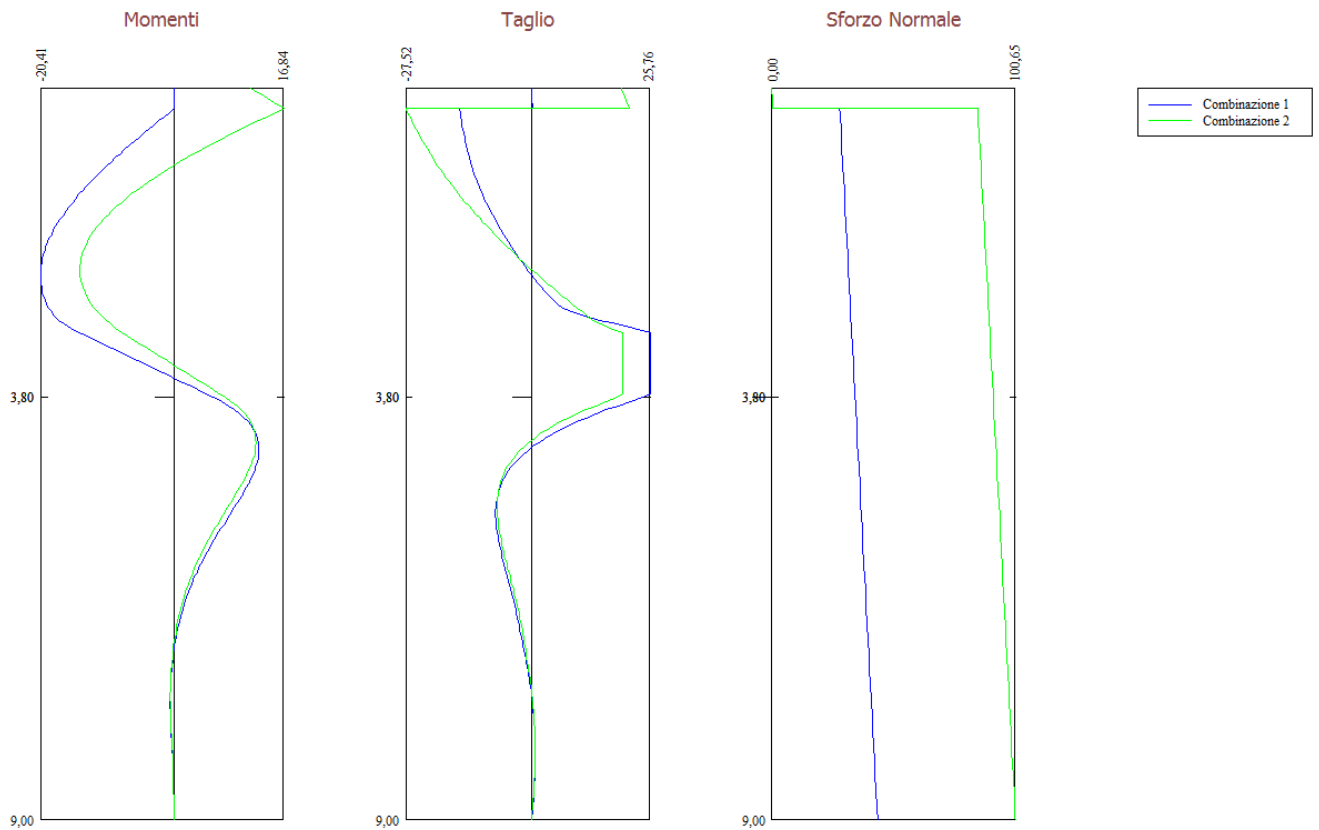 Momenti
Taglio
Sforzo Normale
-20,41
16,84
-27,52
25,76
0,00
100,65
Combinazione 1
Combinazione 2
3,80
3,80
3,80
9,00
9,00
9,00